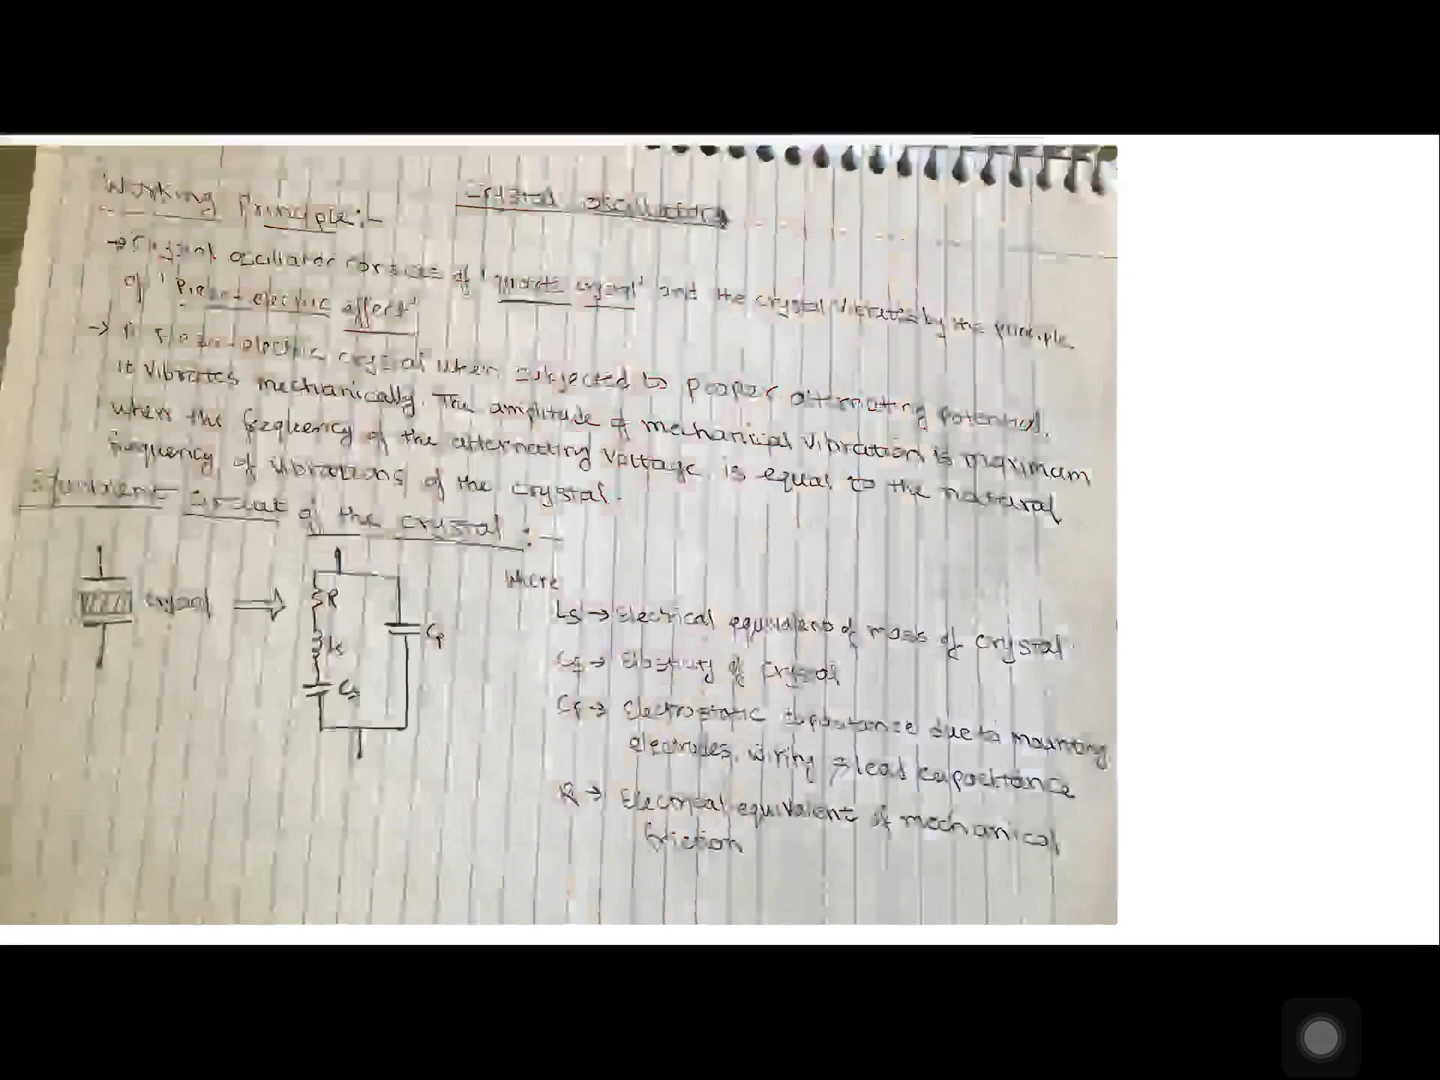 Crystal oscillators
Working Principle:-
→ Crystal oscillator consists of "quartz crystal" and the crystal vibrates by the principle
of "Piezo-electric effect"
→ A Piezo-electric crystal when subjected to proper alternating potential,
it vibrates mechanically. The amplitude of mechanical vibration is maximum
when the frequency of the alternating voltage is equal to the natural
frequency of vibrations of the crystal.
Equivalent circuit of the crystal :-
crystal
R
Ls
Cs
Cp
where
Ls → Electrical equivalent of mass of crystal
Cs → Elasticity of crystal
Cp → Electrostatic due to mounting
electrodes, wiring & lead capacitance
R → Electrical equivalent of mechanical
friction